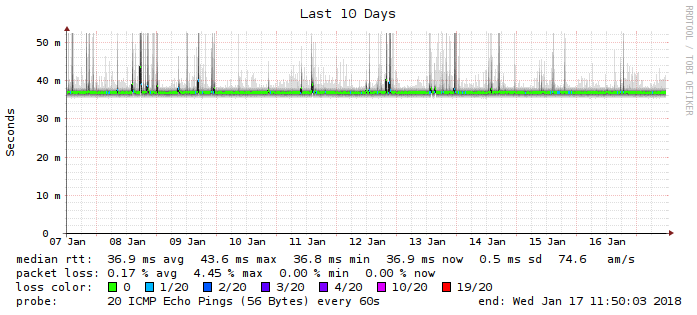 Last 10 Days
RRDTOOL / TOBI OETIKER
Seconds
50 m
40 m
30 m
20 m
10 m
0
07 Jan 08 Jan 09 Jan 10 Jan 11 Jan 12 Jan 13 Jan 14 Jan 15 Jan 16 Jan
median rtt: 36.9 ms avg 43.6 ms max 36.8 ms min 36.9 ms now 0.5 ms sd 74.6 am/s
packet loss: 0.17 % avg 4.45 % max 0.00 % min 0.00 % now
loss color: 0 1/20 2/20 3/20 4/20 10/20 19/20
probe: 20 ICMP Echo Pings (56 Bytes) every 60s end: Wed Jan 17 11:50:03 2018